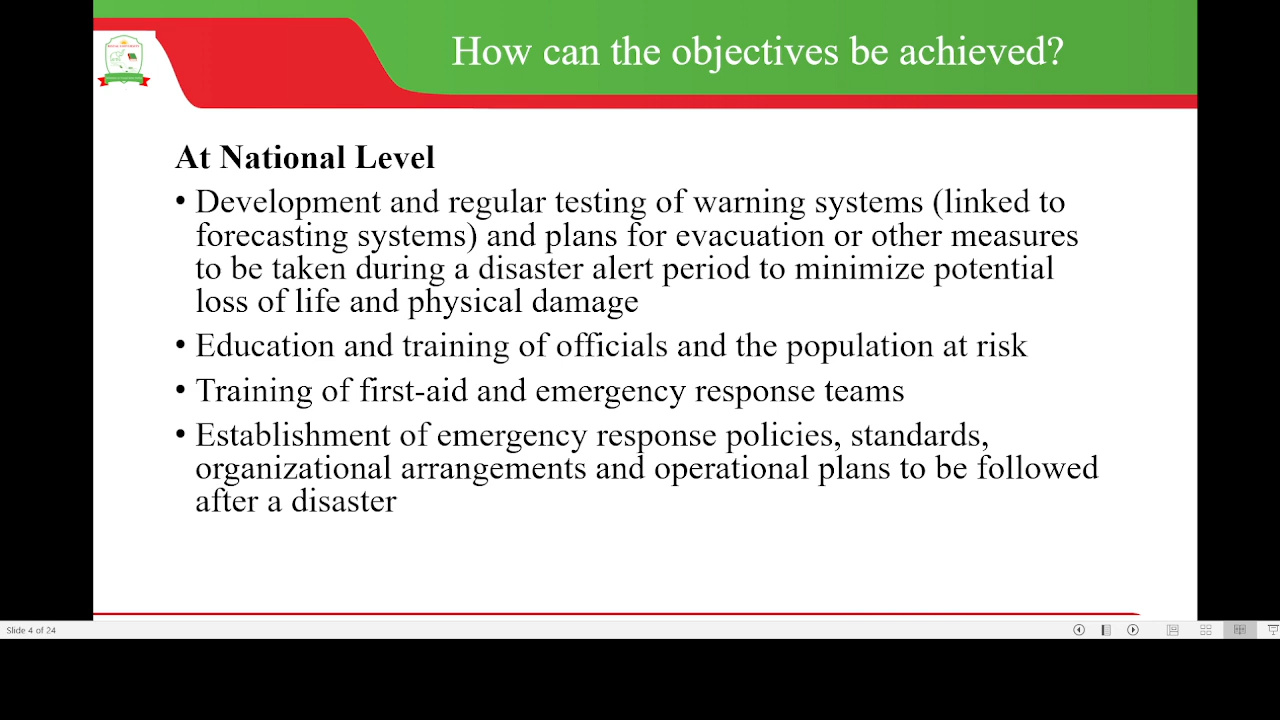 How can the objectives be achieved?
At National Level
• Development and regular testing of warning systems (linked to
forecasting systems) and plans for evacuation or other measures
to be taken during a disaster alert period to minimize potential
loss of life and physical damage
• Education and training of officials and the population at risk
• Training of first-aid and emergency response teams
• Establishment of emergency response policies, standards,
organizational arrangements and operational plans to be followed
after a disaster
Slide 4 of 24